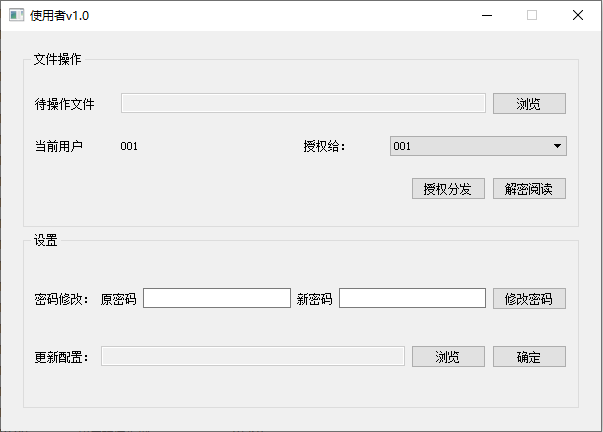 使用者v1.0
文件操作
待操作文件 浏览
当前用户 001 授权给： 001
授权分发 解密阅读
设置
密码修改： 原密码 新密码 修改密码
更新配置： 浏览 确定